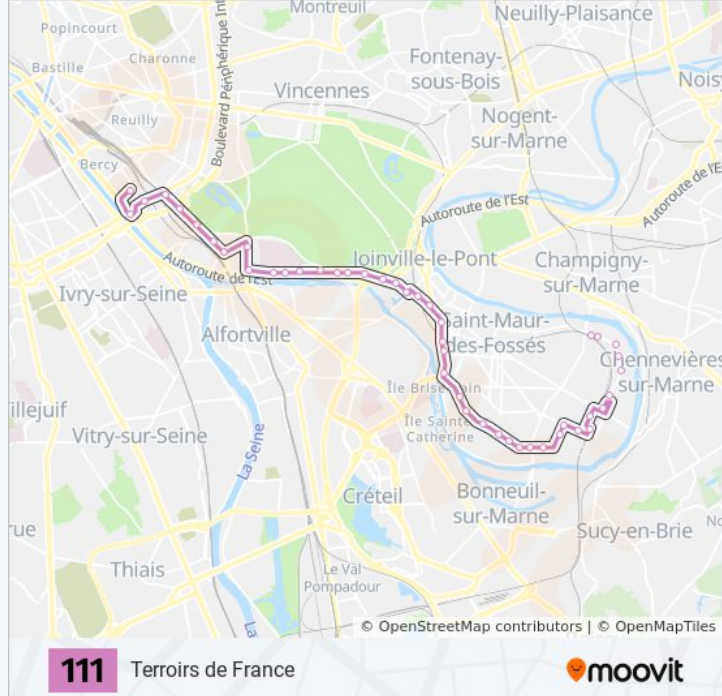 Montreuil
Neuilly-Plaisance
Popincourt
Charonne
Bastille
Fontenay-
sous-Bois
Boulevard Périphérique Int
Vincennes
Noisy
Reuilly
Nogent-
sur-Marne
Bercy
Autoroute de l'Est
Autoroute de l'Est
Autoroute de l'Est
Joinville-le-Pont
Champigny-
sur-Marne
Ivry-sur-Seine
Alfortville
Saint-Maur-
des-Fossés
Chennevières-
sur-Marne
Île Brise-Pain
Villejuif
Île Sainte-
Catherine
Vitry-sur-Seine
La Seine
Créteil
Bonneuil-
sur-Marne
Sucy-en-Brie
rue
Thiais
Le Val
Pompadour
La
© OpenStreetMap contributors | © OpenMapTiles
111 Terroirs de France
moovit